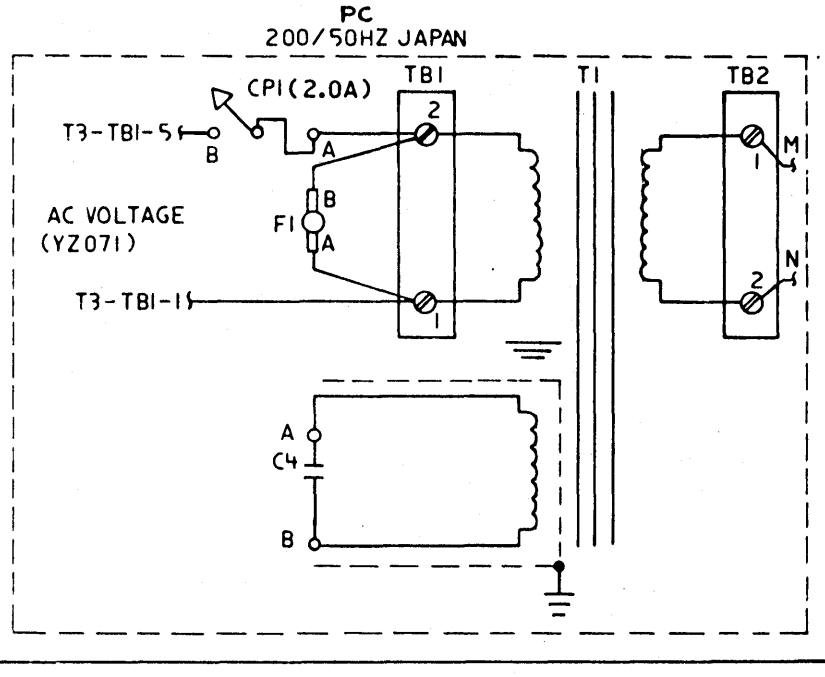 PC
200/50HZ JAPAN
CP1(2.0A)
TB1
T1
TB2
2
T3-TB1-5
B
A
M
1
B
F1
A
AC VOLTAGE
(YZ071)
N
2
T3-TB1-1
1
A
C4
B